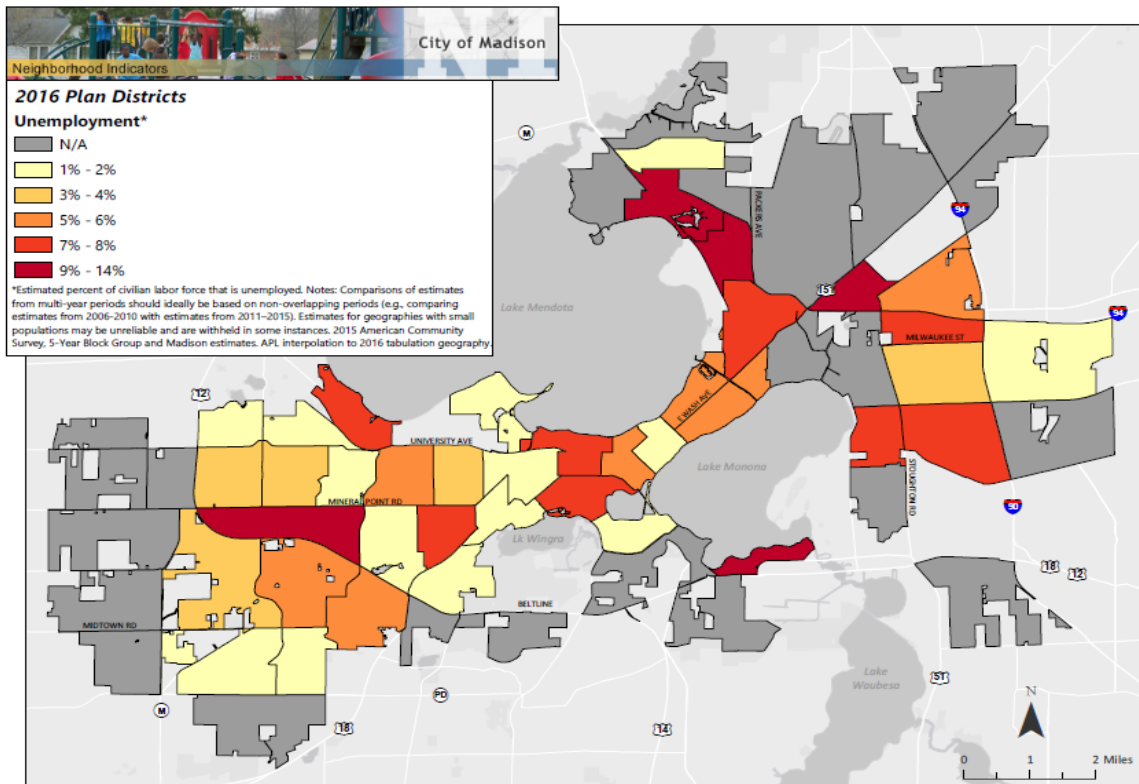 NI
City of Madison
Neighborhood Indicators
2016 Plan Districts
Unemployment*
N/A
1% - 2%
3% - 4%
5% - 6%
7% - 8%
9% - 14%
*Estimated percent of civilian labor force that is unemployed. Notes: Comparisons of estimates
from multi-year periods should ideally be based on non-overlapping periods (e.g., comparing
estimates from 2006-2010 with estimates from 2011–2015). Estimates for geographies with small
populations may be unreliable and are withheld in some instances. 2015 American Community
Survey, 5-Year Block Group and Madison estimates. APL interpolation to 2016 tabulation geography.
M
PACKERS AVE
94
Lake Mendota
151
94
MILWAUKEE ST
12
E WASH AVE
UNIVERSITY AVE
Lake Monona
STOUGHTON RD
MINERAL POINT RD
90
Lk Wingra
18
12
BELTLINE
MIDTOWN RD
Lake
Waubesa
51
PD
N
M
18
14
0 1 2 Miles